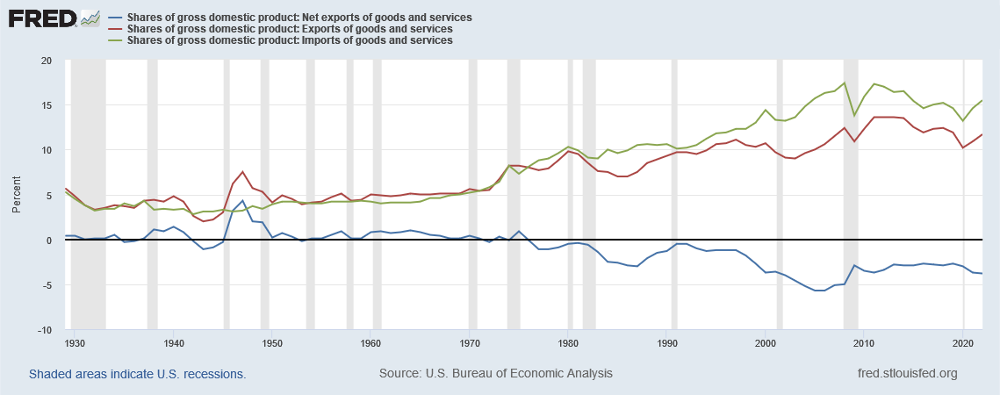 FRED
Shares of gross domestic product: Net exports of goods and services
Shares of gross domestic product: Exports of goods and services
Shares of gross domestic product: Imports of goods and services
20
15
10
5
0
-5
-10
Percent
1930 1940 1950 1960 1970 1980 1990 2000 2010 2020
Shaded areas indicate U.S. recessions. Source: U.S. Bureau of Economic Analysis fred.stlouisfed.org